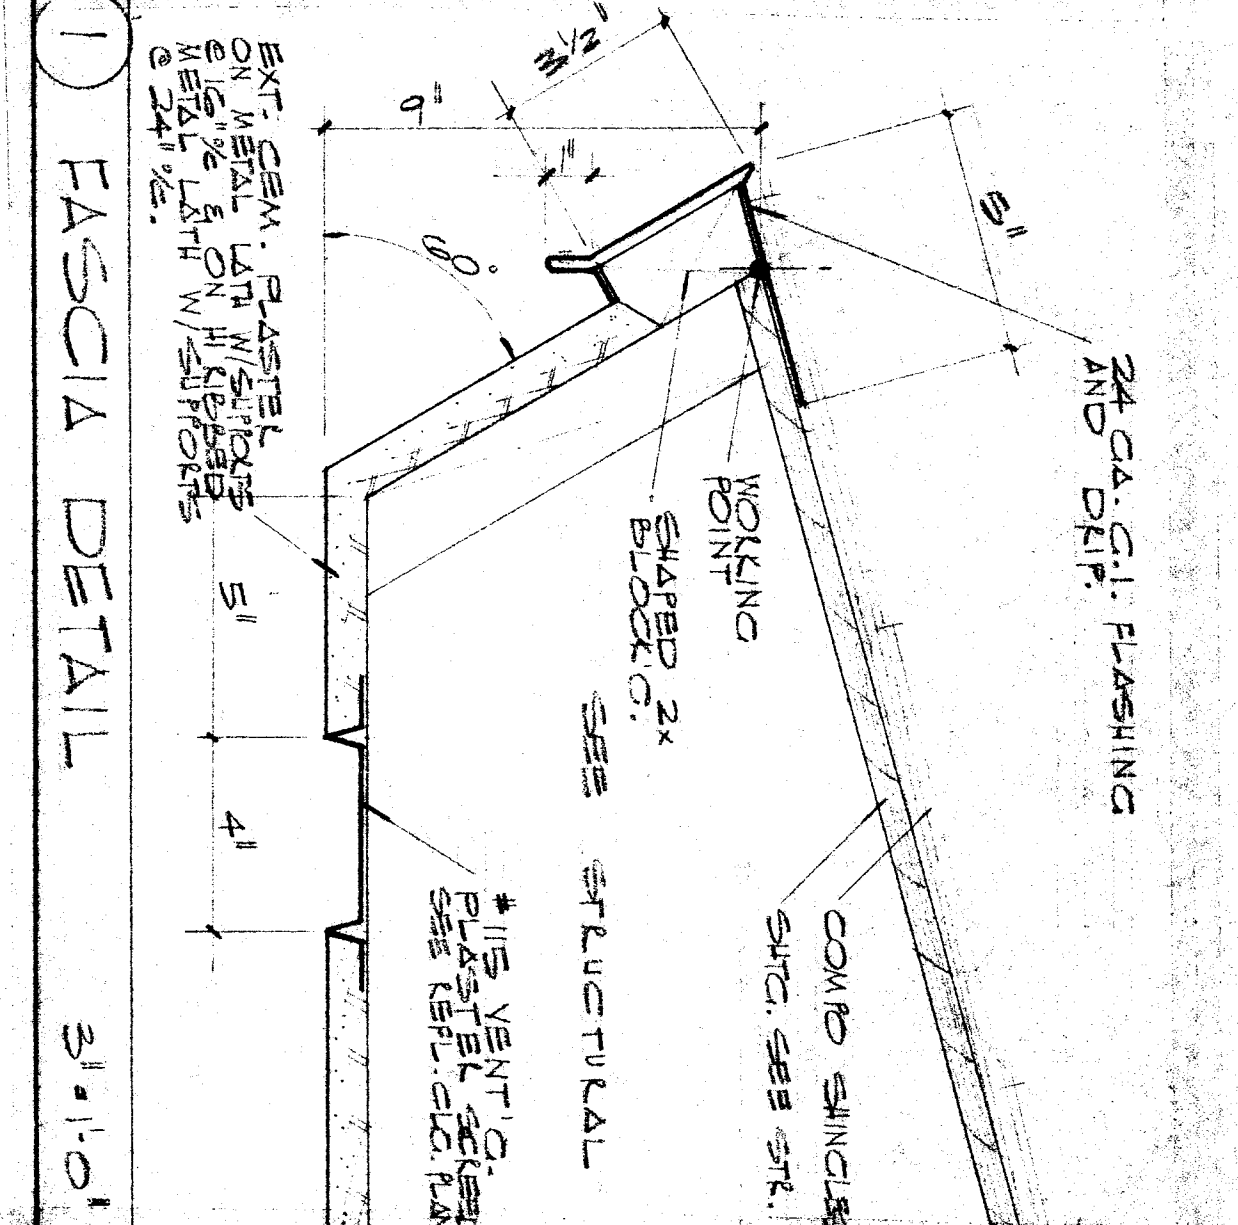 24 GA. G.I. FLASHING
AND DRIP.
5"
3 1/2"
9"
1"
60°
WORKING
POINT
SHAPED 2x
BLOCK'G.
COMPO SHINGLE
SHTG. SEE STR.
SEE STRUCTURAL
#115 VENT'G.
PLASTER SCREE
SEE REFL. CLG. PLAN
EXT. CEM. PLASTER
ON METAL LATH W/SUPPORTS
@ 16" o/c & ON HI RIBBED
METAL LATH W/SUPPORTS
@ 24" o/c.
5"
4"
1
FASCIA DETAIL
3"=1'-0"